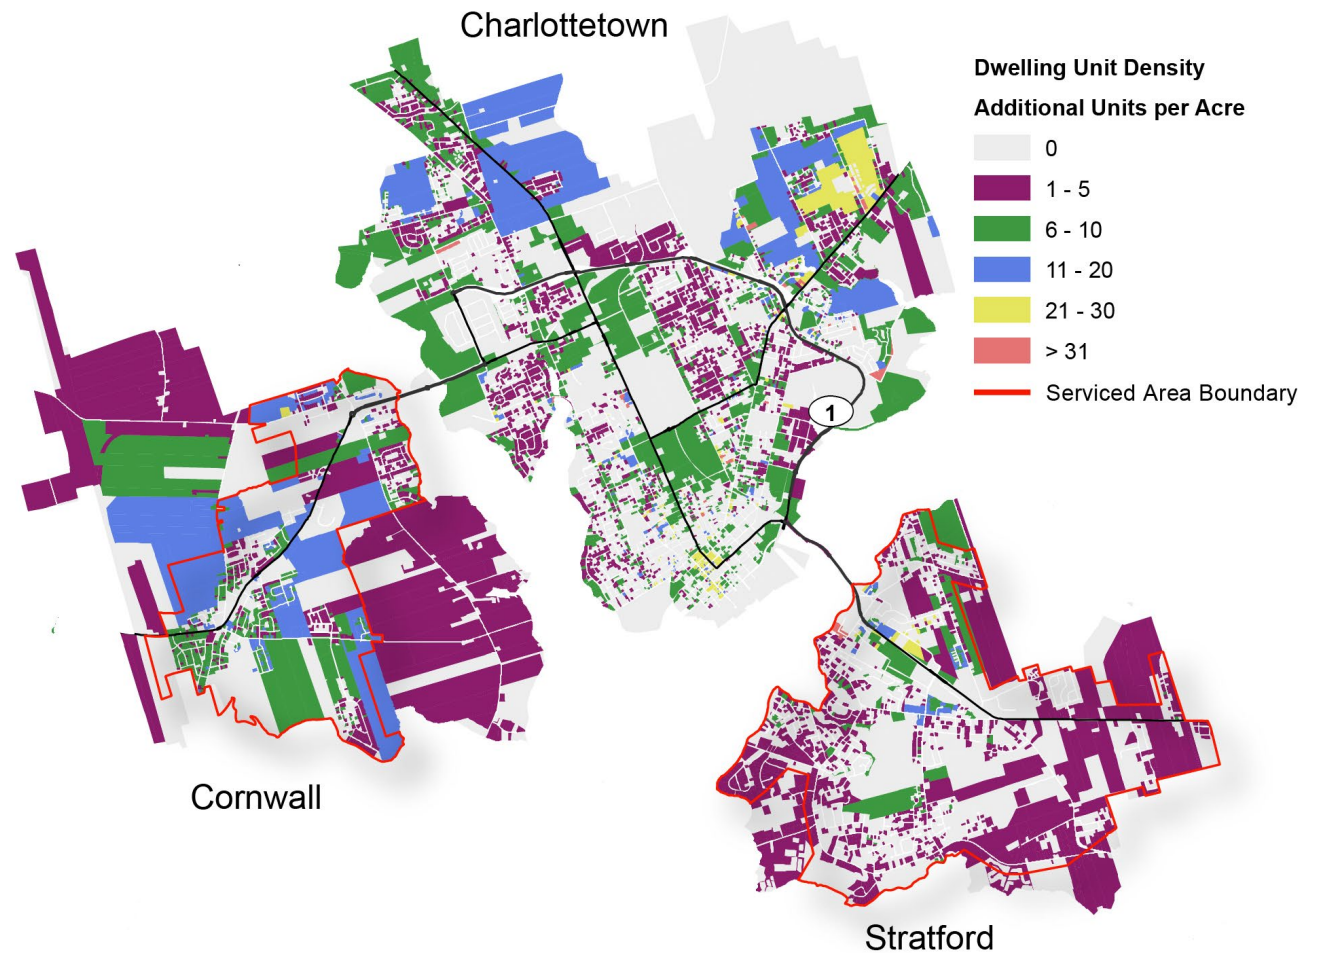 Charlottetown
Dwelling Unit Density
Additional Units per Acre
0
1 - 5
6 - 10
11 - 20
21 - 30
> 31
Serviced Area Boundary
1
Cornwall
Stratford